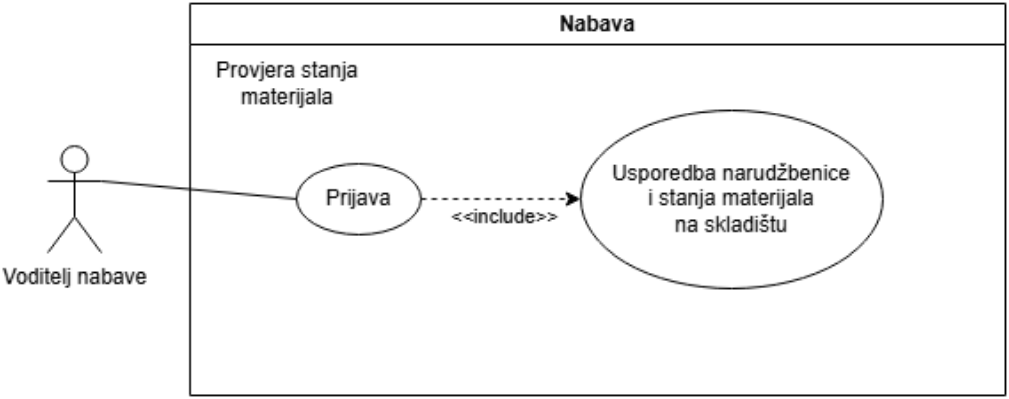 Nabava
Provjera stanja
materijala
Prijava
<<include>>
Usporedba narudžbenice
i stanja materijala
na skladištu
Voditelj nabave